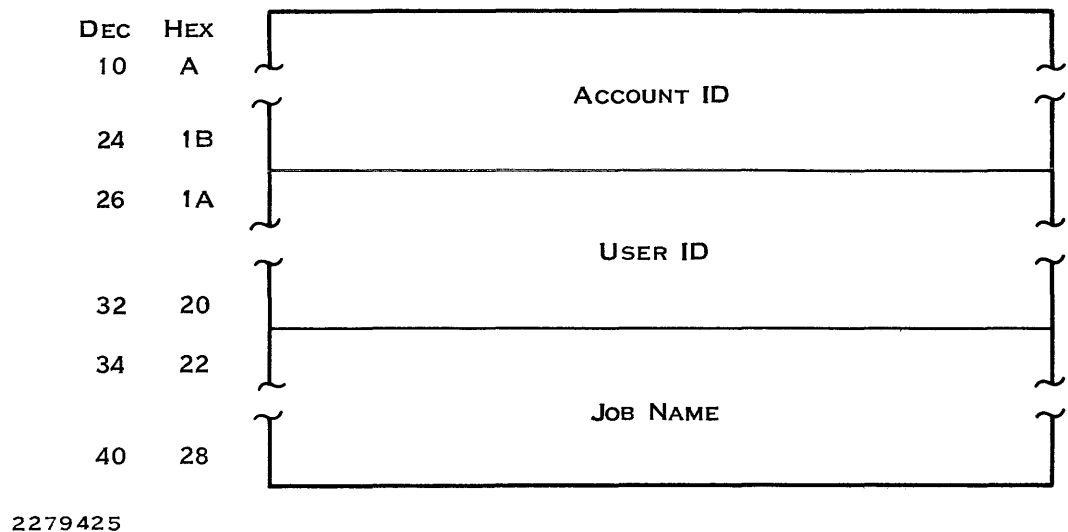 DEC HEX
10 A
ACCOUNT ID
24 1B
26 1A
USER ID
32 20
34 22
JOB NAME
40 28
2279425